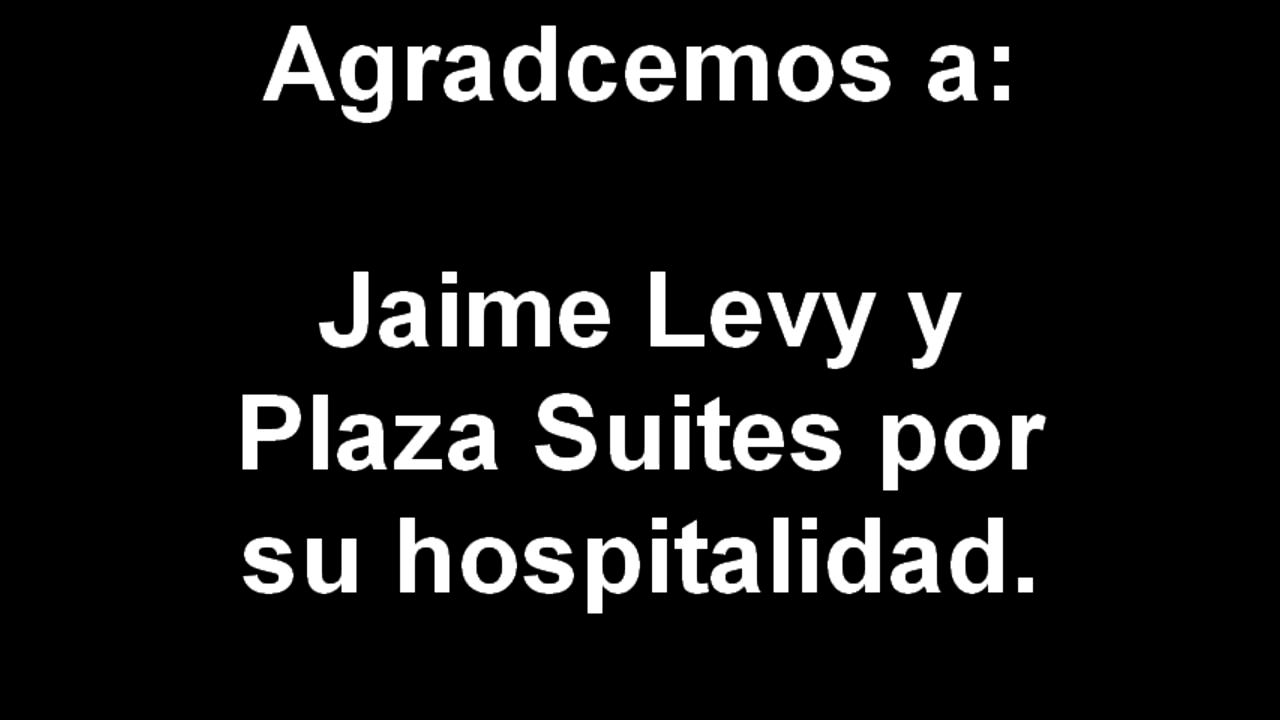 Agradcemos a:
Jaime Levy y
Plaza Suites por
su hospitalidad.